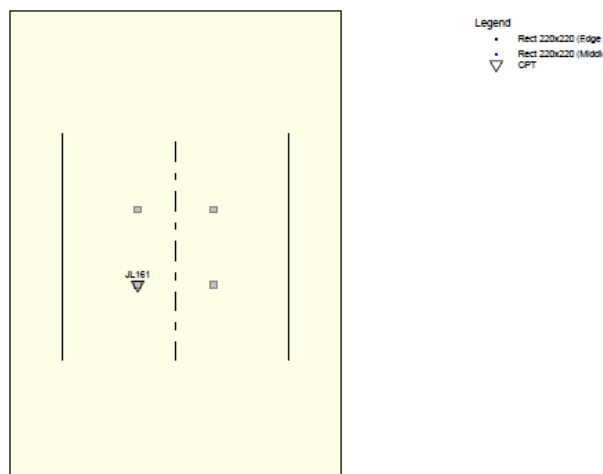 Legend
Rect 220x220 (Edge
Rect 220x220 (Middl
CPT
JL161